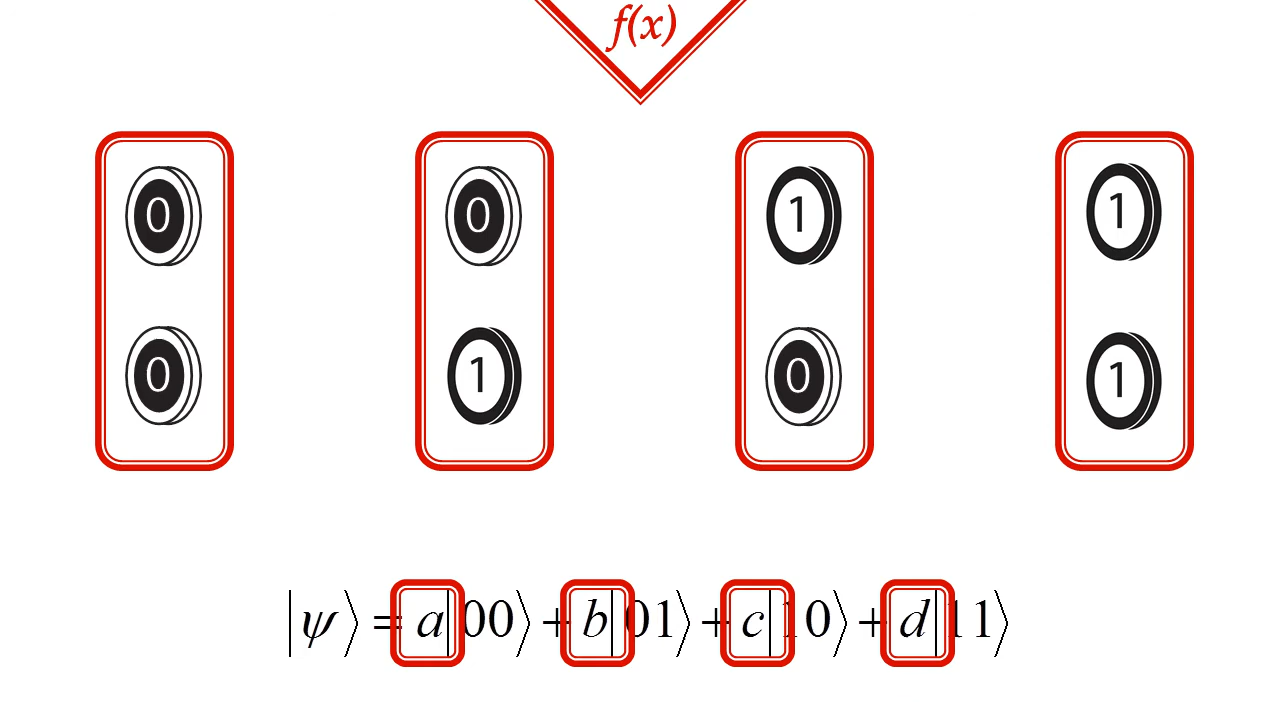 f(x)
0 0 1 1
0 1 0 1
|ψ⟩ = a|00⟩ + b|01⟩ + c|10⟩ + d|11⟩